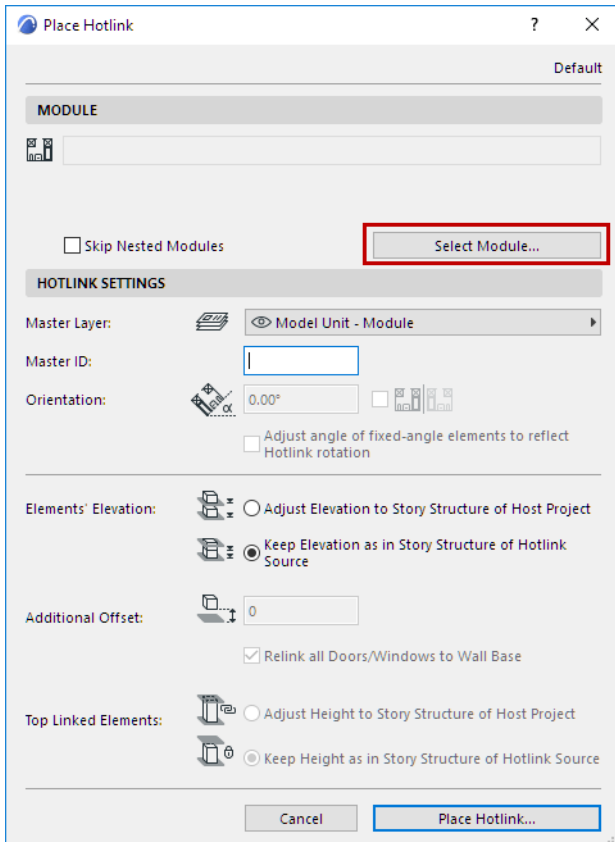 Place Hotlink
?
Default
MODULE
Skip Nested Modules
Select Module...
HOTLINK SETTINGS
Master Layer:
Model Unit - Module
Master ID:
Orientation:
α
0.00°
Adjust angle of fixed-angle elements to reflect
Hotlink rotation
Elements' Elevation:
Adjust Elevation to Story Structure of Host Project
Keep Elevation as in Story Structure of Hotlink
Source
Additional Offset:
0
Relink all Doors/Windows to Wall Base
Top Linked Elements:
Adjust Height to Story Structure of Host Project
Keep Height as in Story Structure of Hotlink Source
Cancel
Place Hotlink...